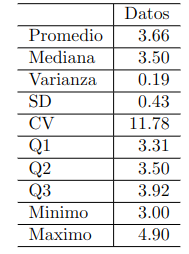 Datos
Promedio 3.66
Mediana 3.50
Varianza 0.19
SD 0.43
CV 11.78
Q1 3.31
Q2 3.50
Q3 3.92
Minimo 3.00
Maximo 4.90